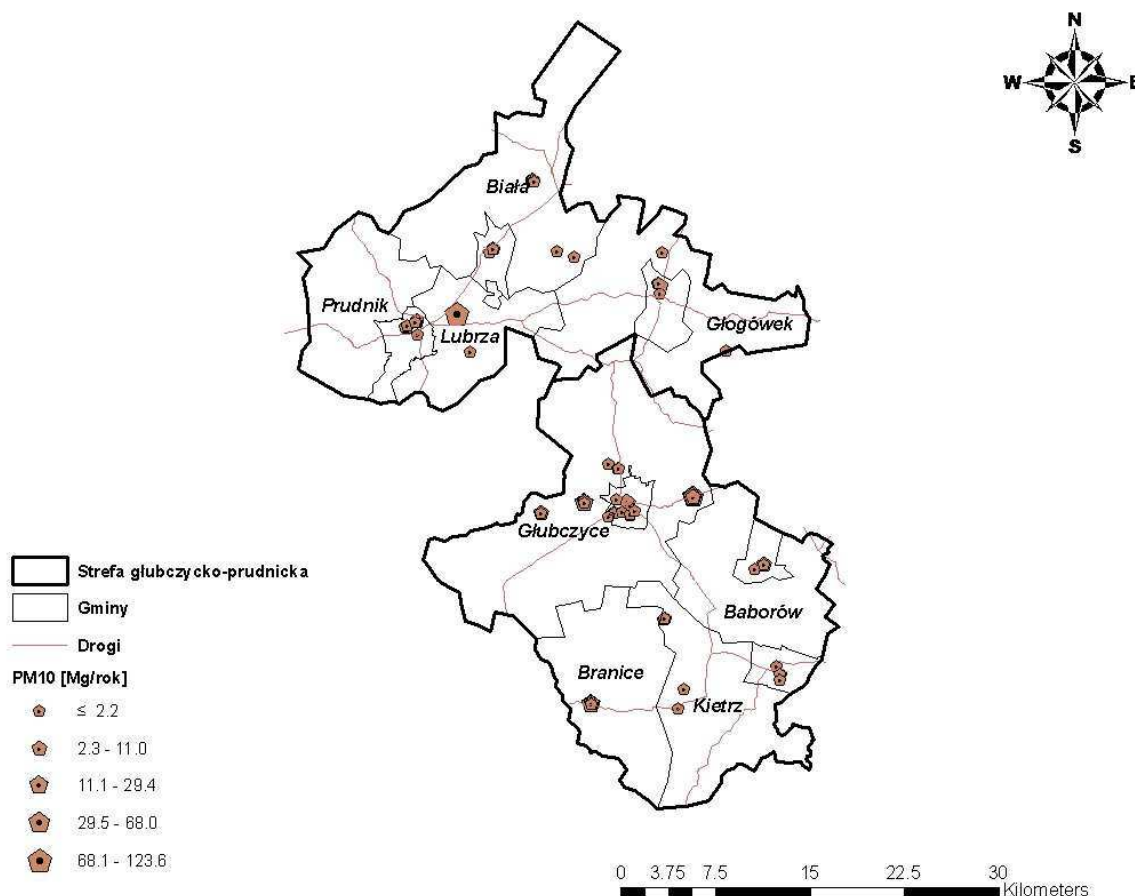 N
W
E
S
Biała
Prudnik
Lubrza
Głogówek
Głubczyce
Baborów
Branice
Kietrz
Strefa głubczycko-prudnicka
Gminy
Drogi
PM10 [Mg/rok]
≤ 2.2
2.3 - 11.0
11.1 - 29.4
29.5 - 68.0
68.1 - 123.6
0 3.75 7.5 15 22.5 30
Kilometers